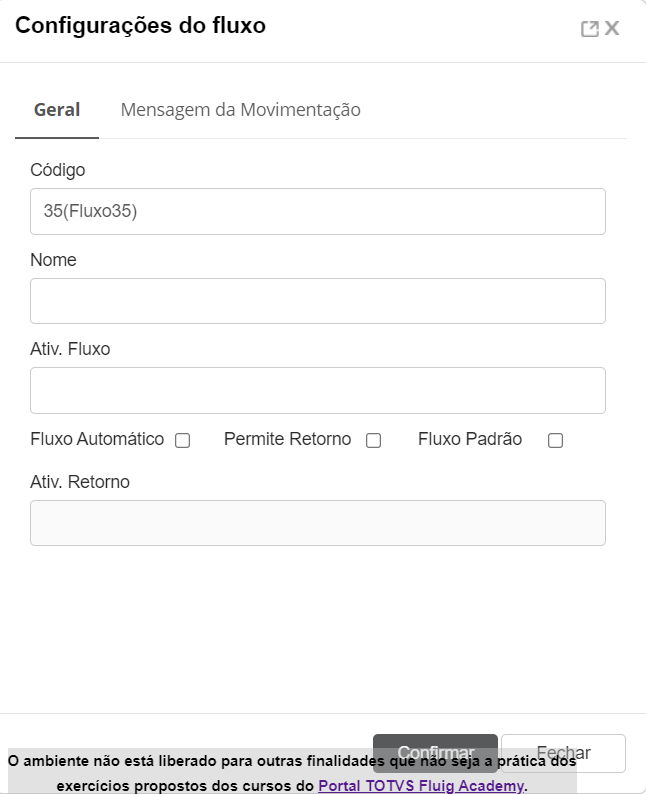 Configurações do fluxo
Geral Mensagem da Movimentação
Código
35(Fluxo35)
Nome
Ativ. Fluxo
Fluxo Automático Permite Retorno Fluxo Padrão
Ativ. Retorno
Confirmar Fechar
O ambiente não está liberado para outras finalidades que não seja a prática dos
exercícios propostos dos cursos do Portal TOTVS Fluig Academy.